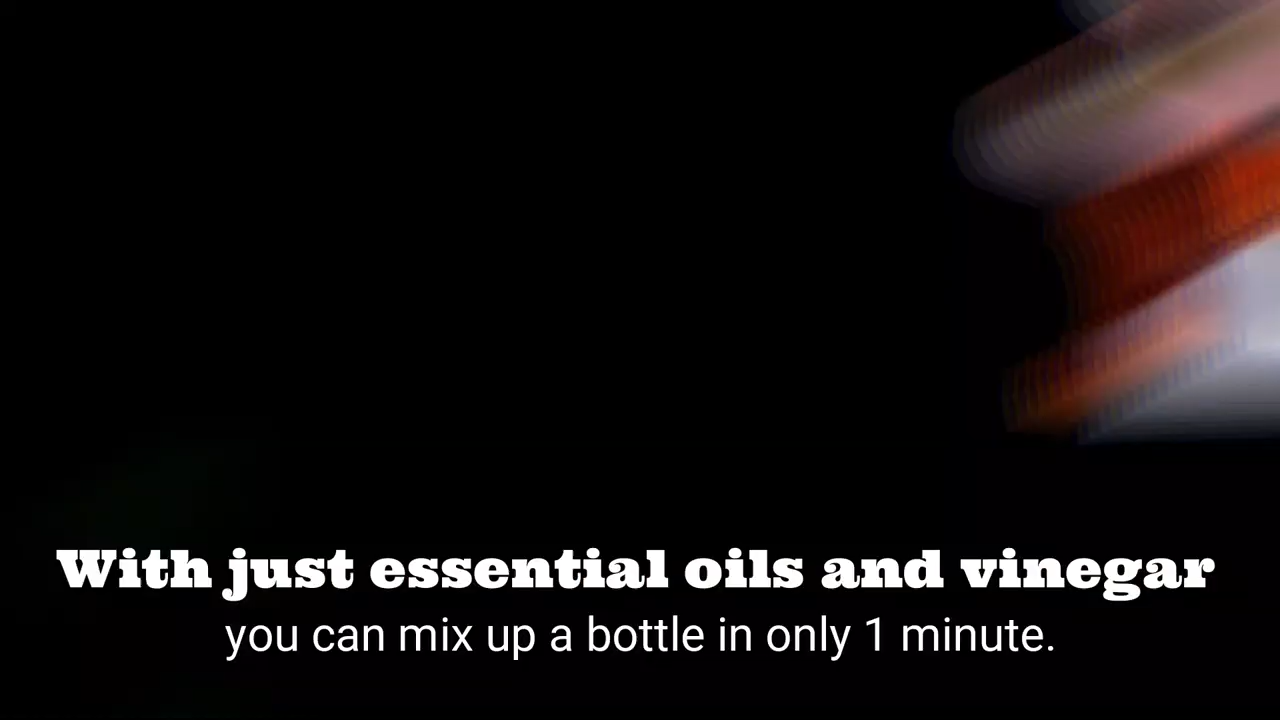 With just essential oils and vinegar
you can mix up a bottle in only 1 minute.